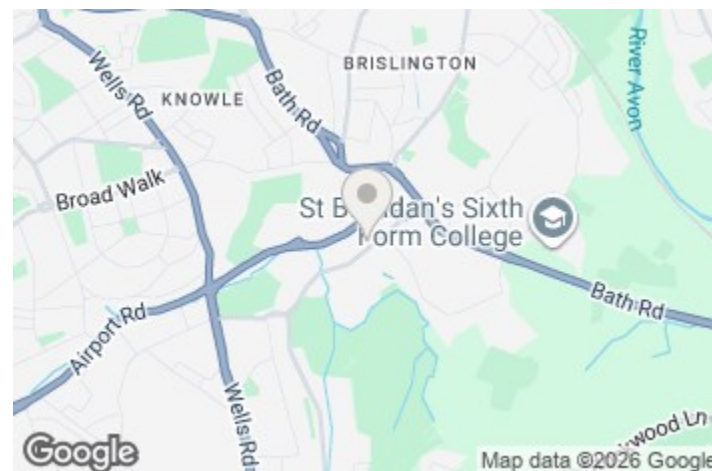 BRISLINGTON
Wells Rd
KNOWLE
Bath Rd
River Avon
Broad Walk
St
Sixth
Form College
Bath Rd
Airport Rd
Wells Rd
Ln
Google
Map data ©2026 Google